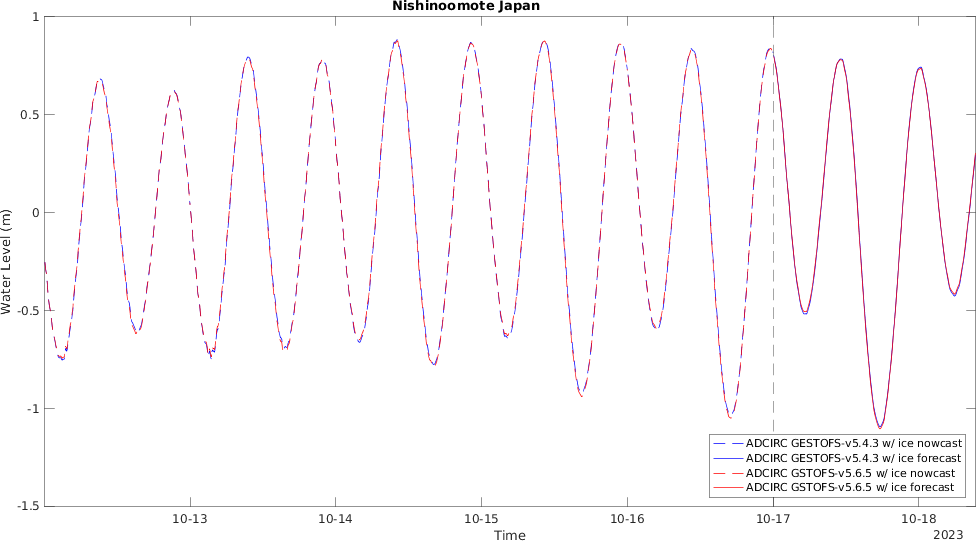 Nishinoomote Japan
1
0.5
0
-0.5
-1
-1.5
Water Level (m)
10-13
10-14
10-15
10-16
10-17
10-18
Time
2023
ADCIRC GESTOFS-v5.4.3 w/ ice nowcast
ADCIRC GESTOFS-v5.4.3 w/ ice forecast
ADCIRC GSTOFS-v5.6.5 w/ ice nowcast
ADCIRC GSTOFS-v5.6.5 w/ ice forecast